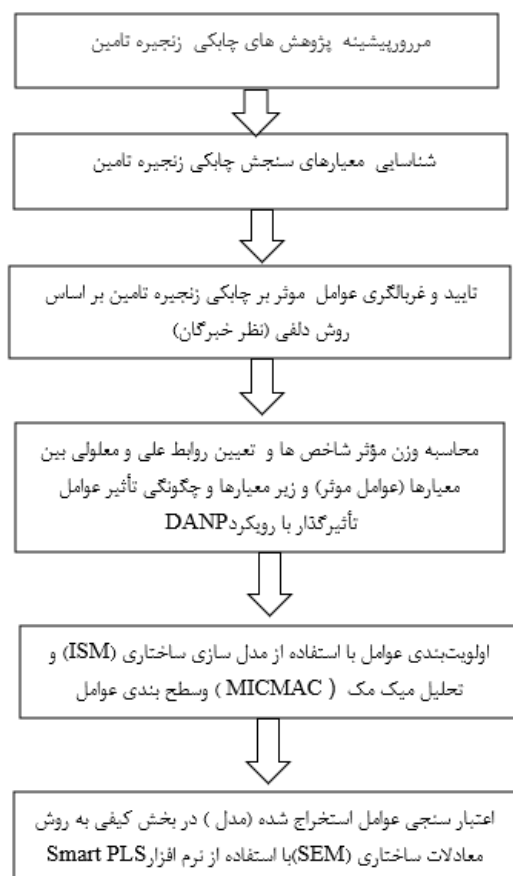 مررورپیشینه پژوهش های چابکی زنجیره تامین
شناسایی معیارهای سنجش چابکی زنجیره تامین
تایید و غربالگری عوامل موثر بر چابکی زنجیره تامین بر اساس
روش دلفی (نظر خبرگان)
محاسبه وزن مؤثر شاخص ها و تعیین روابط علی و معلولی بین
معیارها (عوامل موثر) و زیر معیارها و چگونگی تأثیر عوامل
تأثیرگذار با رویکردDANP
اولویت‌بندی عوامل با استفاده از مدل سازی ساختاری (ISM) و
تحلیل میک مک ( MICMAC ) وسطح بندی عوامل
اعتبار سنجی عوامل استخراج شده (مدل ) در بخش کیفی به روش
معادلات ساختاری (SEM)با استفاده از نرم افزارSmart PLS